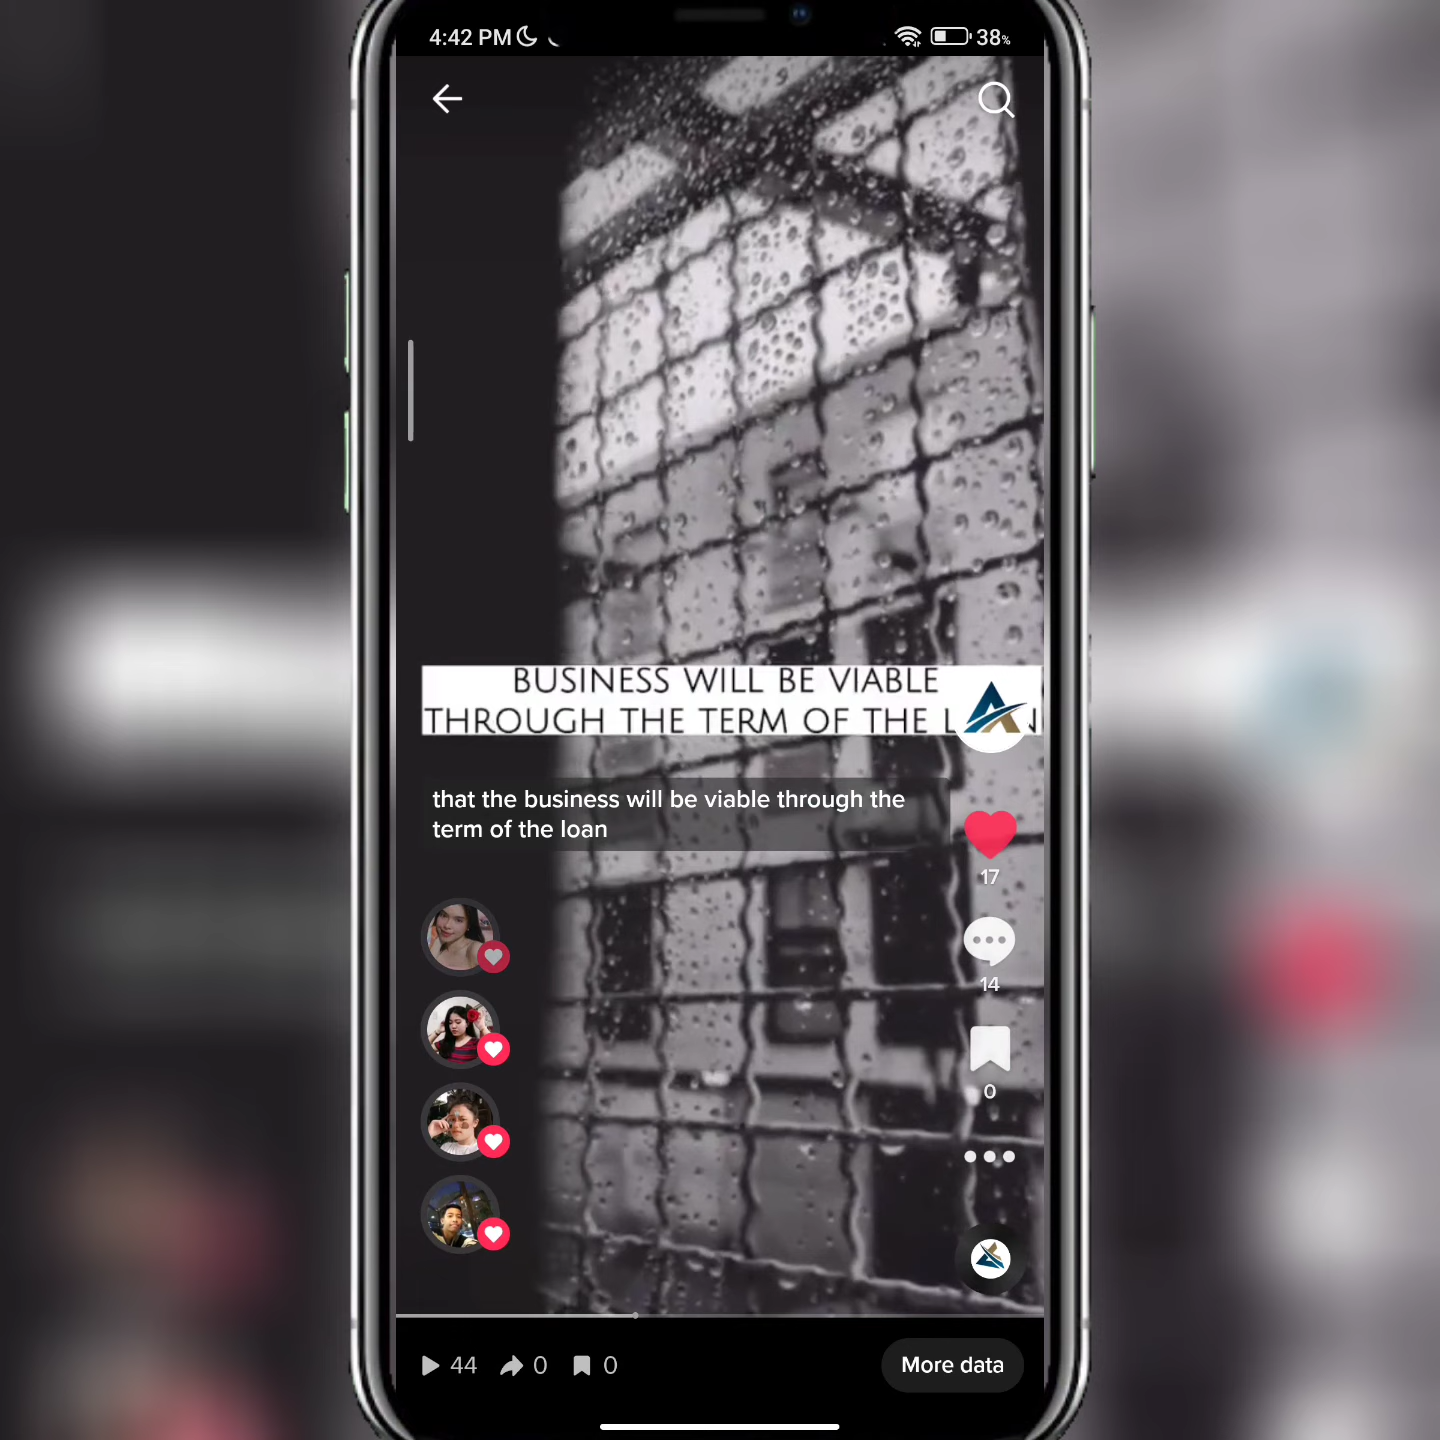 4:42 PM
38%
BUSINESS WILL BE VIABLE
THROUGH THE TERM OF THE
that the business will be viable through the
term of the loan
17
14
0
44
0
0
More data